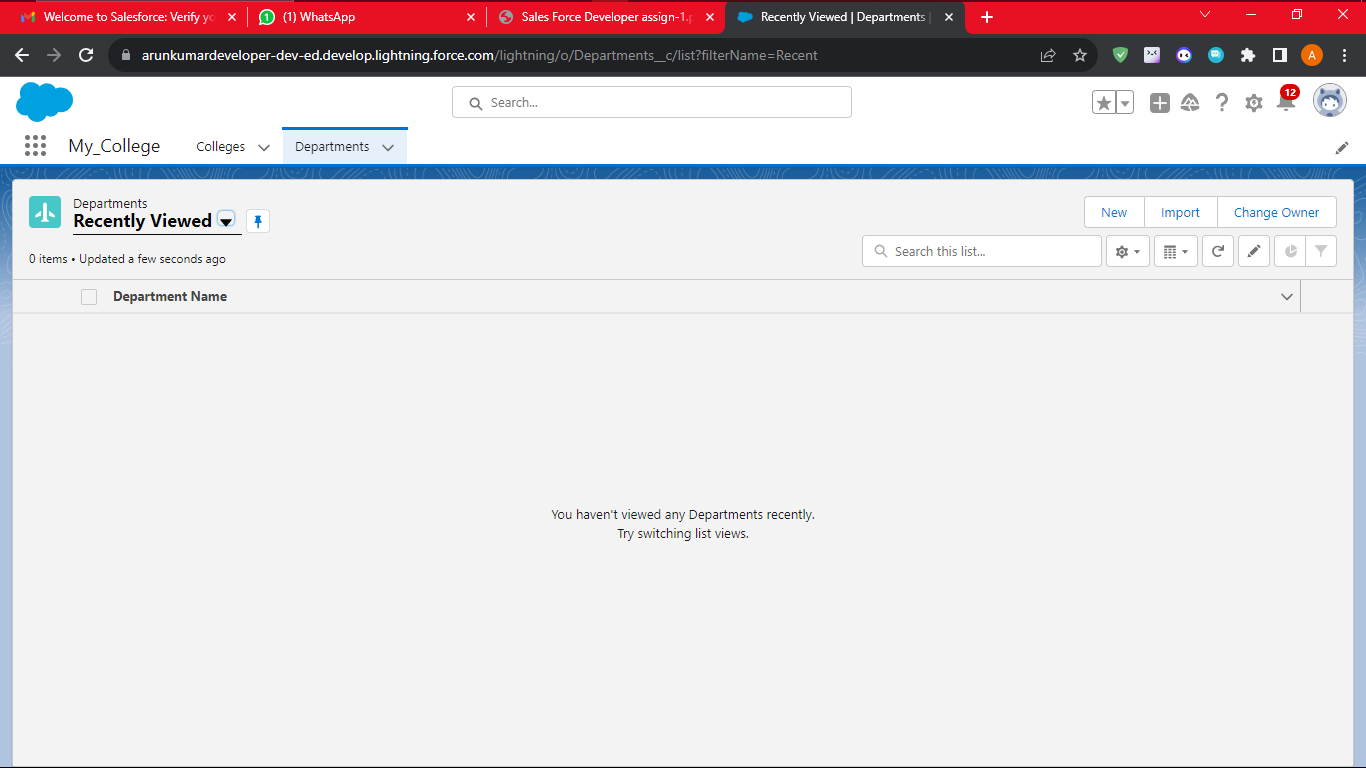 Welcome to Salesforce: Verify yo
1 (1) WhatsApp
Sales Force Developer assign-1.p
Recently Viewed | Departments |
arunkumardeveloper-dev-ed.develop.lightning.force.com/lightning/o/Departments__c/list?filterName=Recent
A
Search...
12
My_College
Colleges
Departments
Departments
Recently Viewed
New
Import
Change Owner
0 items • Updated a few seconds ago
Search this list...
Department Name
You haven't viewed any Departments recently.
Try switching list views.